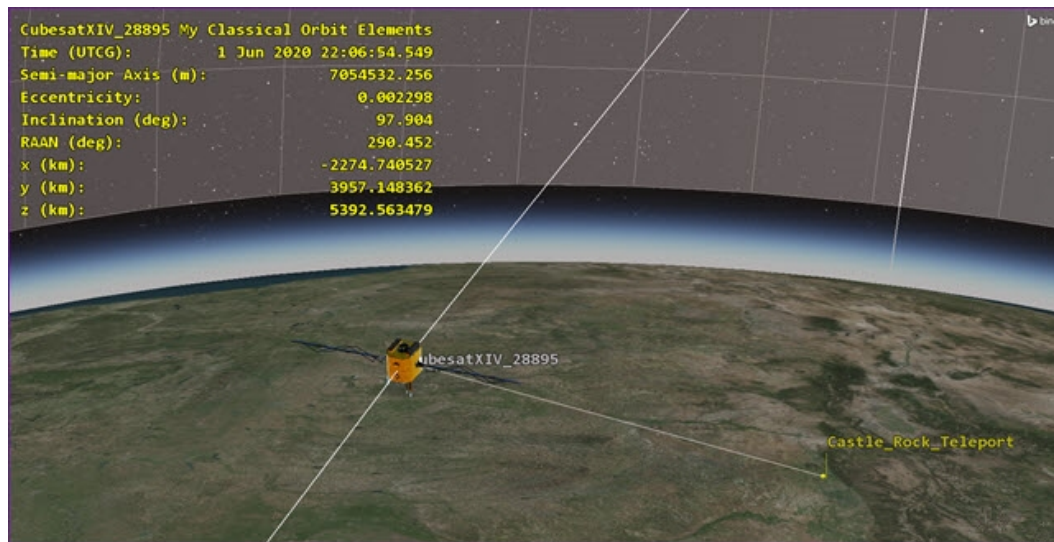 CubesatXIV_28895 My Classical Orbit Elements
Time (UTCG): 1 Jun 2020 22:06:54.549
Semi-major Axis (m): 7054532.256
Eccentricity: 0.002298
Inclination (deg): 97.904
RAAN (deg): 290.452
x (km): -2274.740527
y (km): 3957.148362
z (km): 5392.563479
bing
ubesatXIV_28895
Castle_Rock_Teleport